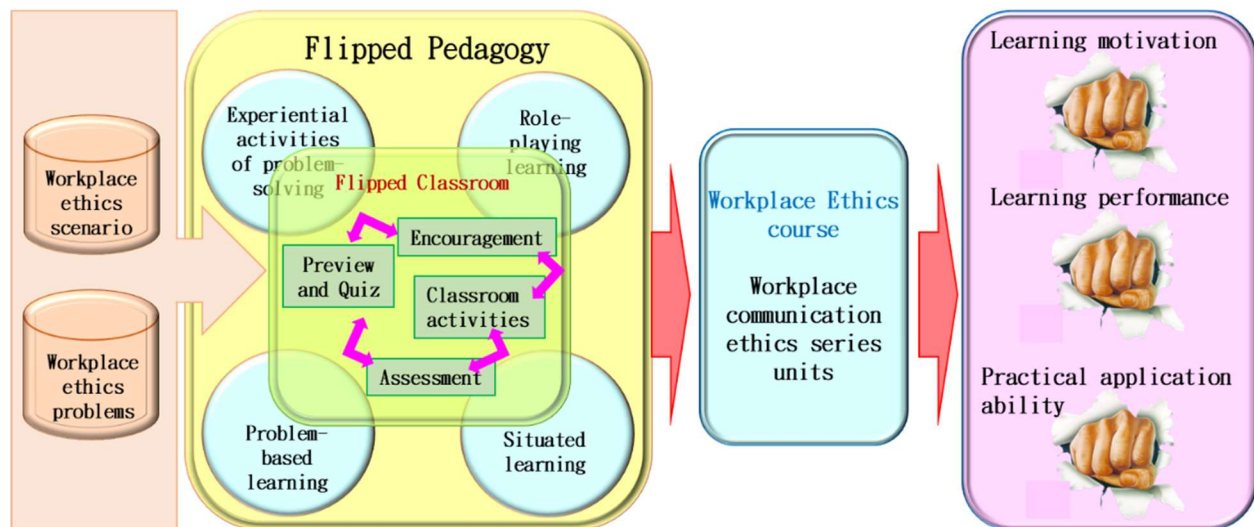 Workplace
ethics
scenario
Workplace
ethics
problems
Flipped Pedagogy
Experiential
activities
of problem-
solving
Role-
playing
learning
Flipped Classroom
Encouragement
Preview
and Quiz
Classroom
activities
Assessment
Problem-
based
learning
Situated
learning
Workplace Ethics
course
Workplace
communication
ethics series
units
Learning motivation
Learning performance
Practical application
ability